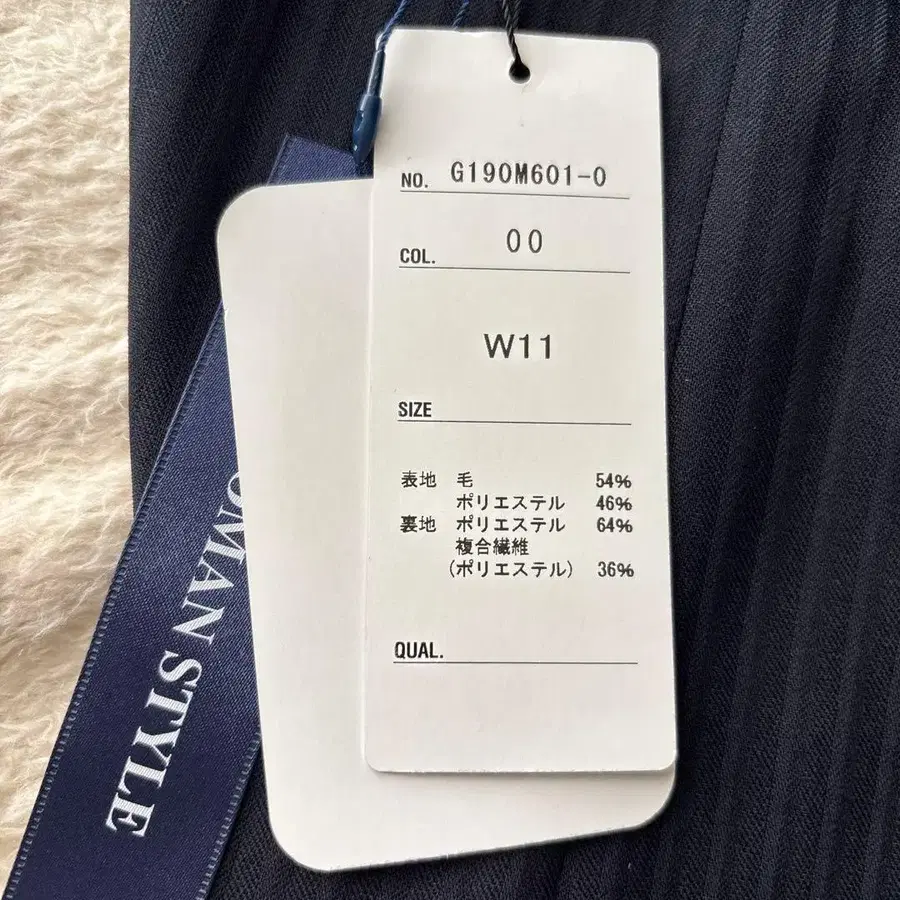 NO. G190M601-0
COL. 00
W11
SIZE
表地 毛 54%
ポリエステル 46%
裏地 ポリエステル 64%
複合繊維
(ポリエステル) 36%
QUAL.
STYLE